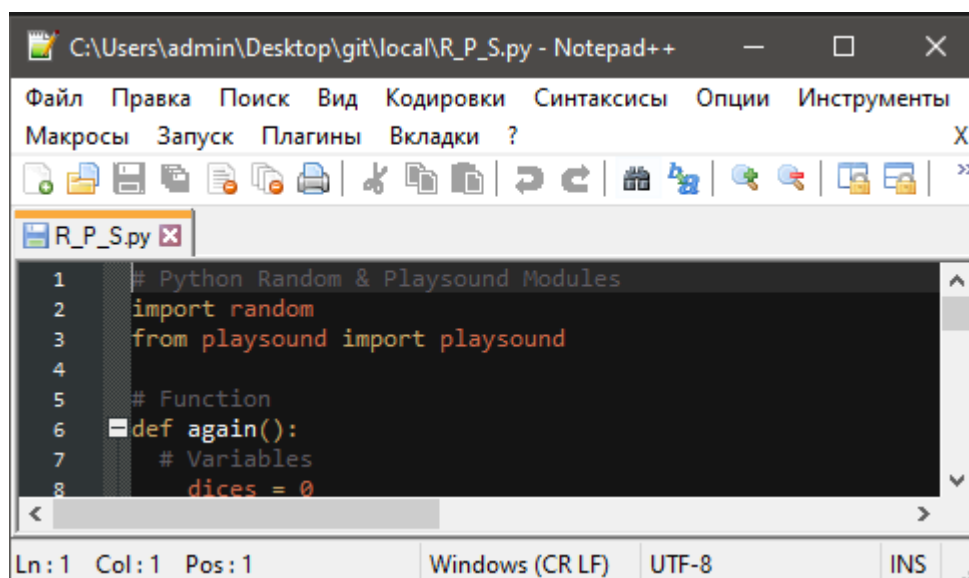 C:\Users\admin\Desktop\git\local\R_P_S.py - Notepad++
Файл Правка Поиск Вид Кодировки Синтаксисы Опции Инструменты
Макросы Запуск Плагины Вкладки ? X
R_P_S.py
1 # Python Random & Playsound Modules
2 import random
3 from playsound import playsound
4
5 # Function
6 def again():
7 # Variables
8 dices = 0
Ln : 1 Col : 1 Pos : 1 Windows (CR LF) UTF-8 INS